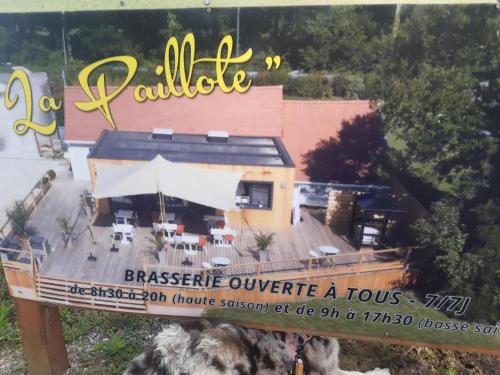 La Paillote "
BRASSERIE OUVERTE À TOUS - 7/7J
de 8h30 à 20h (haute saison) et de 9h à 17h30 (basse